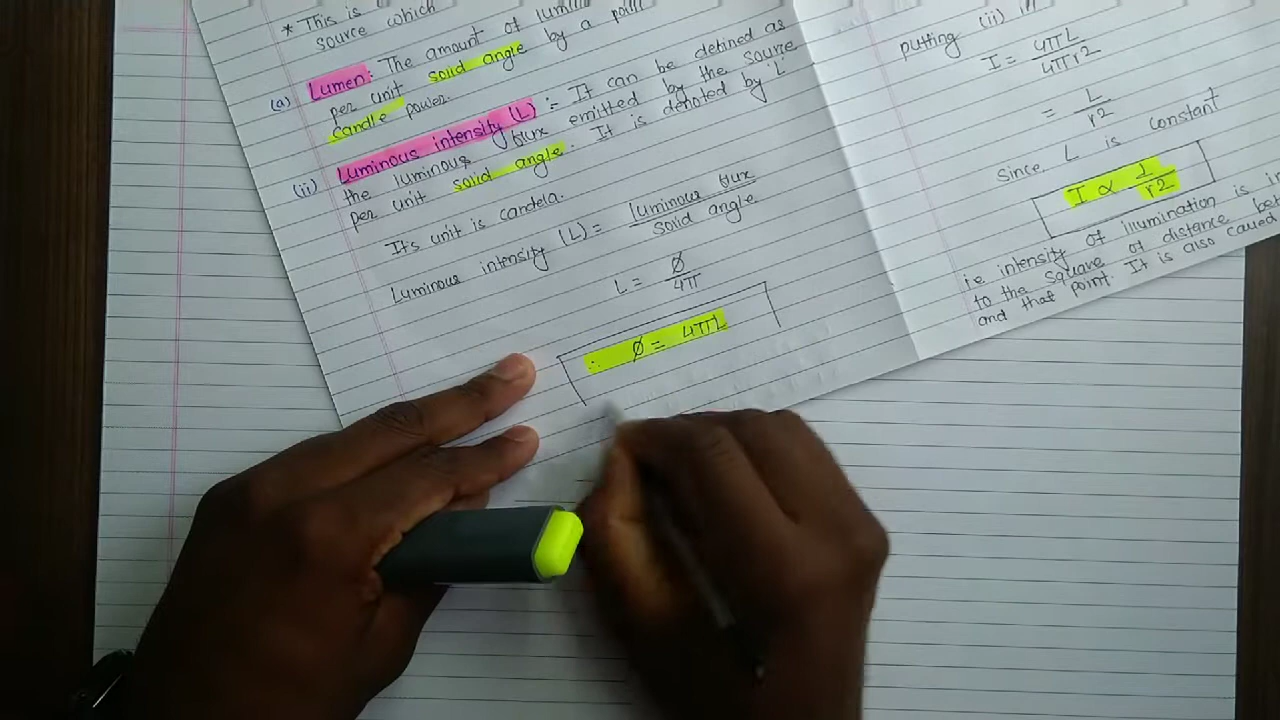 * This is
source which
(a) Lumen: The amount of
per unit solid angle by a point
candle power.
(ii) Luminous intensity (L) :- It can be defined as
the luminous flux emitted by the source
per unit solid angle. It is denoted by 'L'
Its unit is candela.
Luminous intensity (L) = luminous flux / solid angle
L = Ø / 4π
∴ Ø = 4πL
putting (ii) in
I = 4πL / 4πr2
= L / r2
Since L is constant
I ∝ 1 / r2
i.e intensity of illumination is
to the square of distance
and that point. It is also called